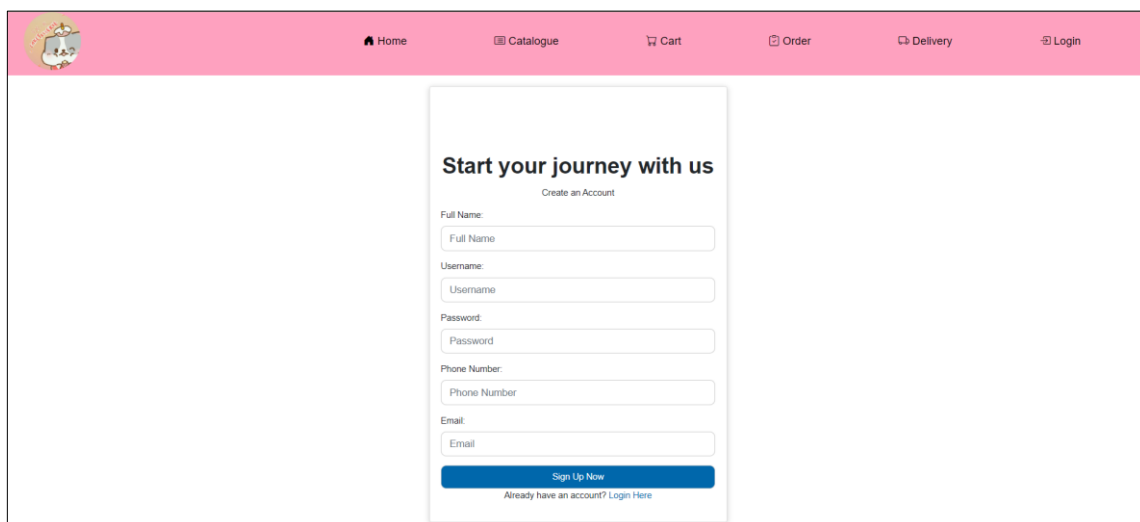 Home Catalogue Cart Order Delivery Login
Start your journey with us
Create an Account
Full Name:
Full Name
Username:
Username
Password:
Password
Phone Number:
Phone Number
Email:
Email
Sign Up Now
Already have an account? Login Here